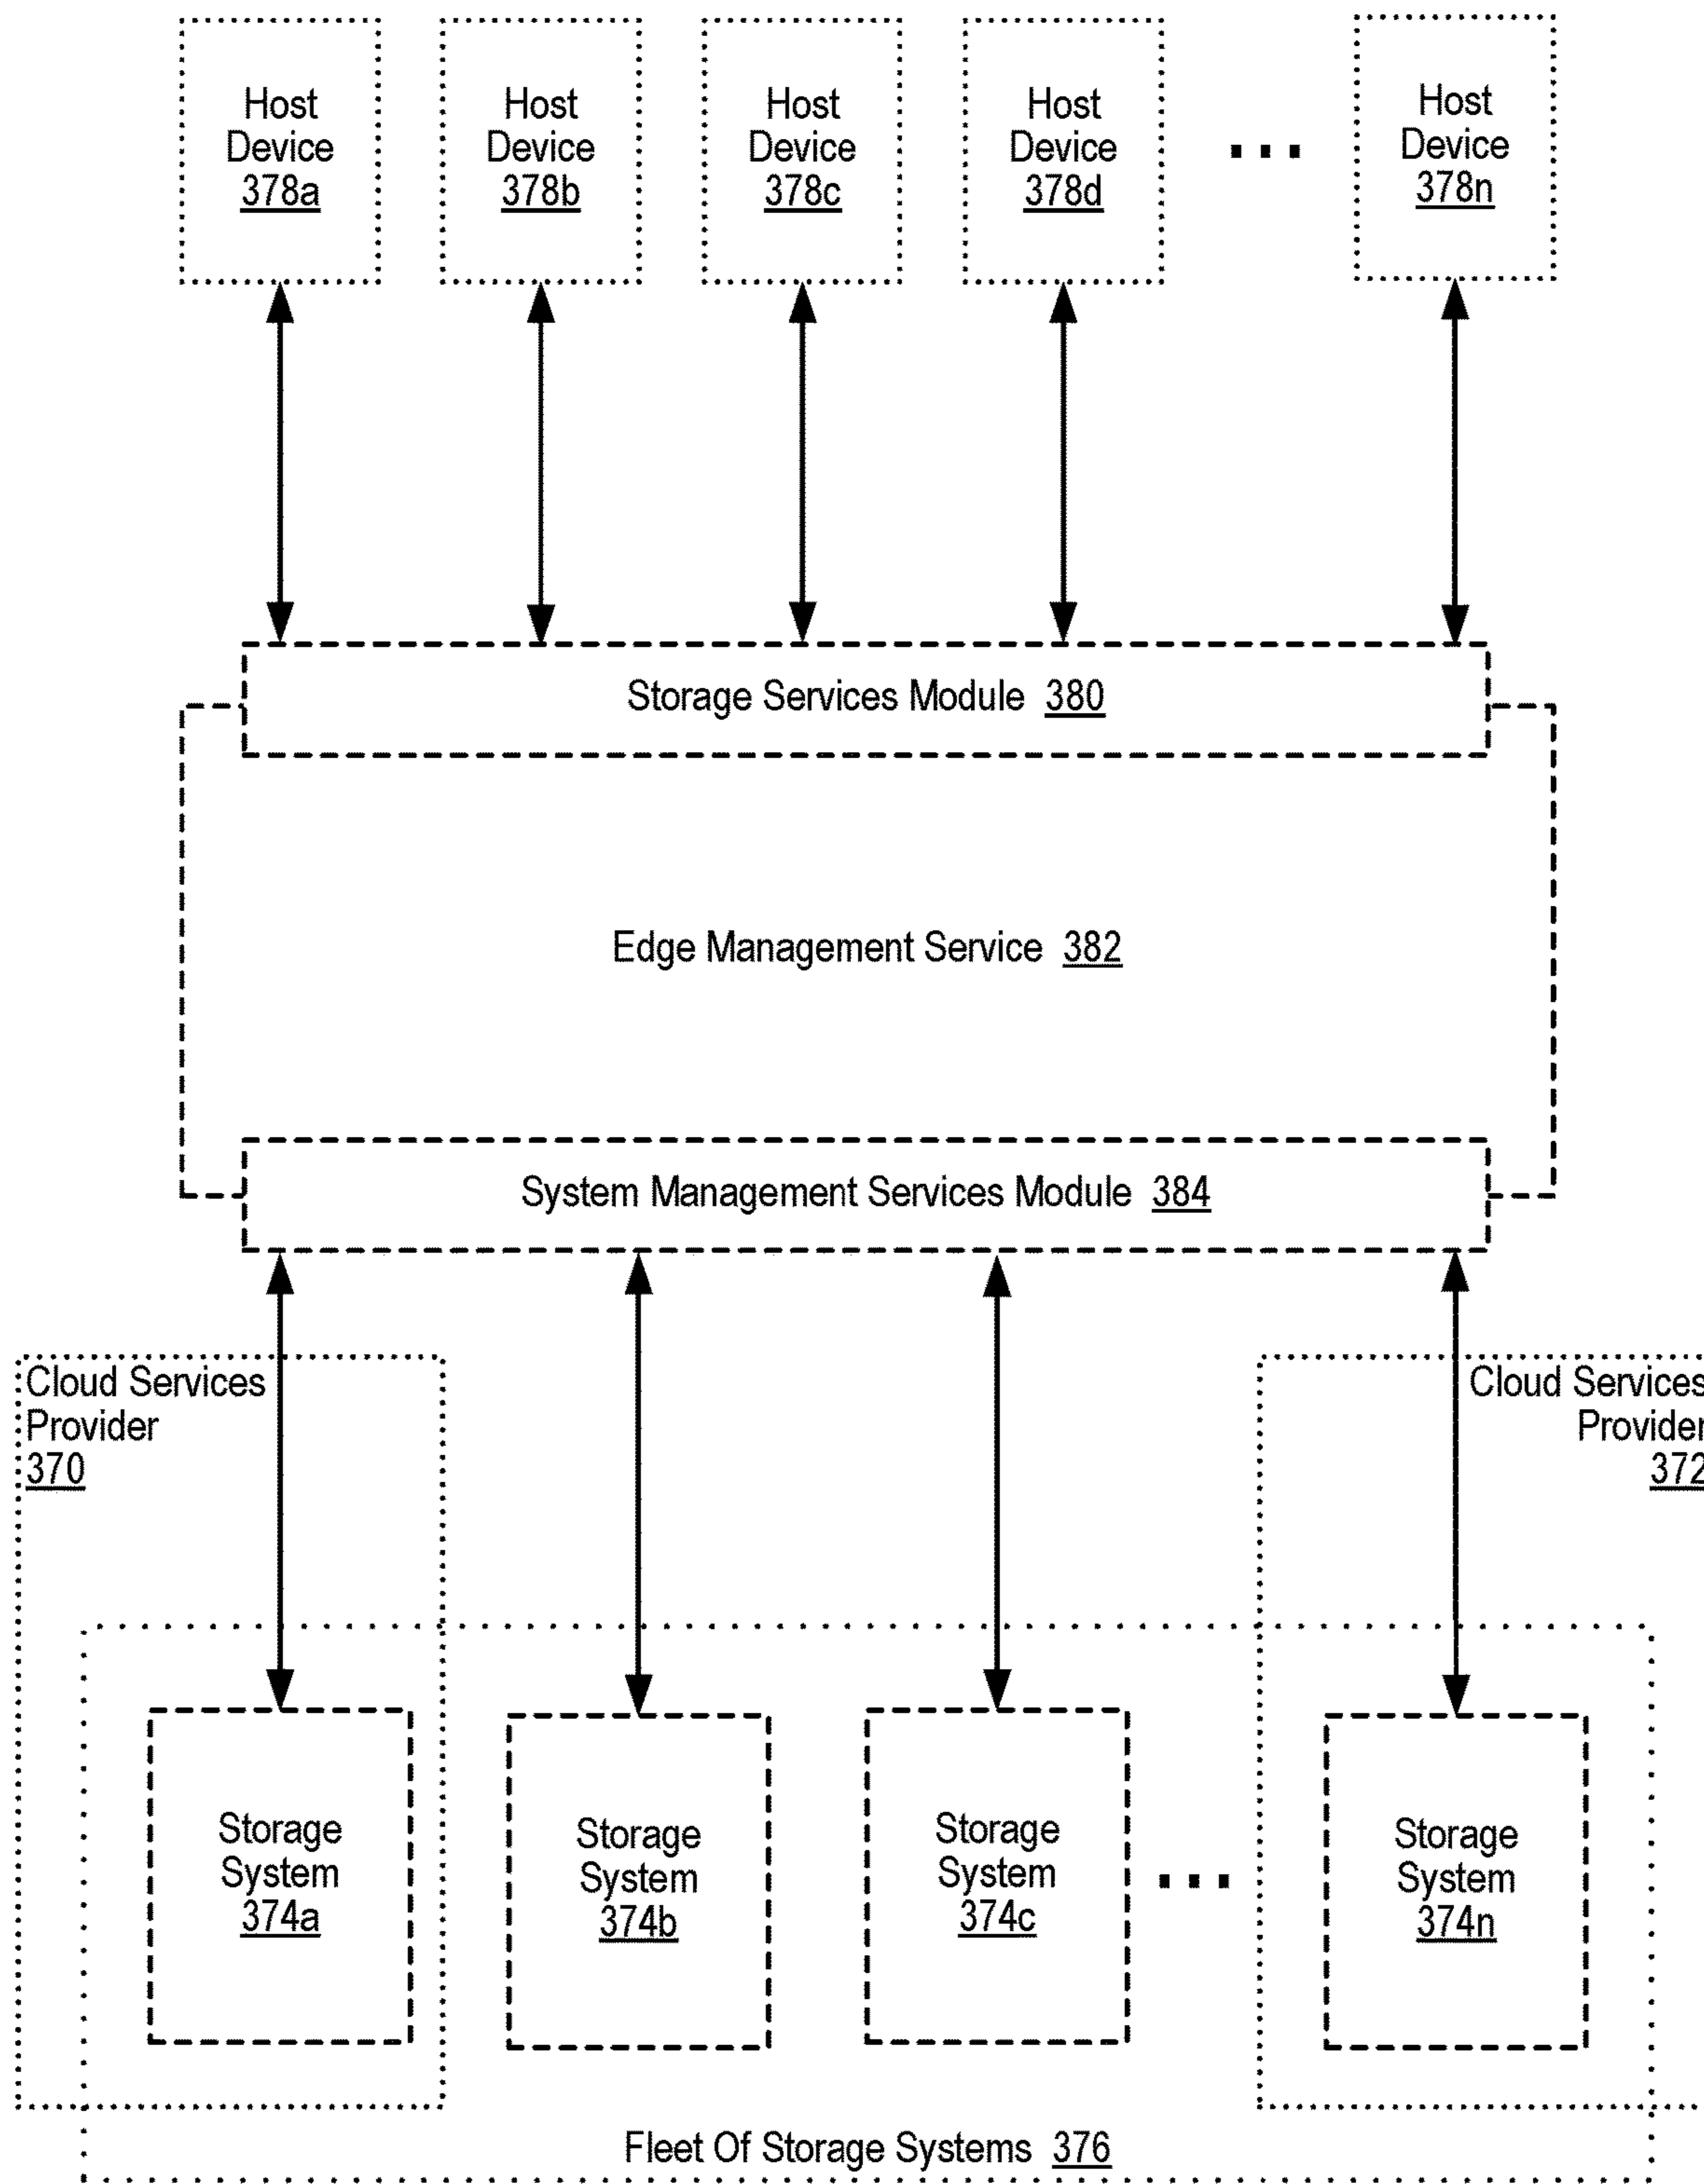 Host
Device
378a
Host
Device
378b
Host
Device
378c
Host
Device
378d
...
Host
Device
378n
Storage Services Module 380
Edge Management Service 382
System Management Services Module 384
Cloud Services
Provider
370
Cloud Services
Provider
372
Storage
System
374a
Storage
System
374b
Storage
System
374c
...
Storage
System
374n
Fleet Of Storage Systems 376